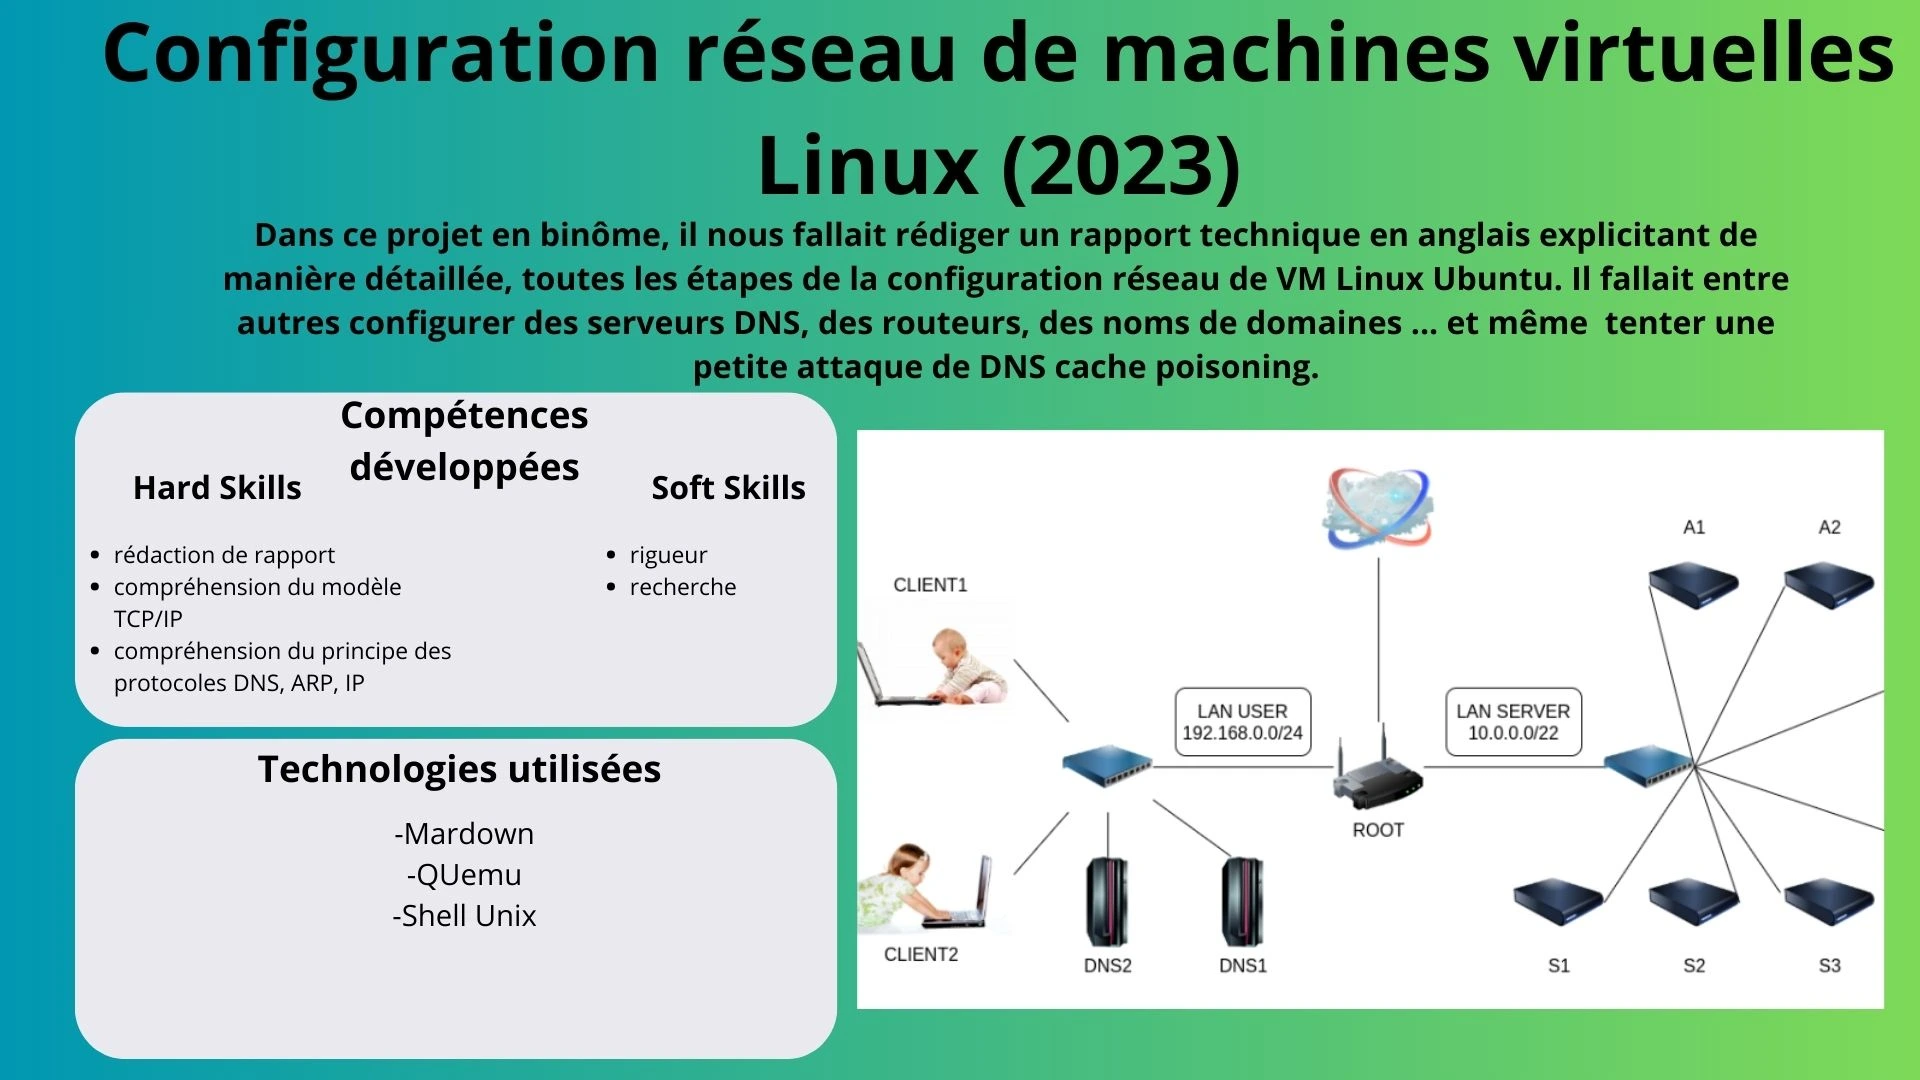 Configuration réseau de machines virtuelles
Linux (2023)
Dans ce projet en binôme, il nous fallait rédiger un rapport technique en anglais explicitant de
manière détaillée, toutes les étapes de la configuration réseau de VM Linux Ubuntu. Il fallait entre
autres configurer des serveurs DNS, des routeurs, des noms de domaines ... et même  tenter une
petite attaque de DNS cache poisoning.
Compétences
développées
Hard Skills
• rédaction de rapport
• compréhension du modèle
TCP/IP
• compréhension du principe des
protocoles DNS, ARP, IP
Soft Skills
• rigueur
• recherche
Technologies utilisées
-Mardown
-QUemu
-Shell Unix
A1
A2
CLIENT1
LAN USER
192.168.0.0/24
LAN SERVER
10.0.0.0/22
ROOT
CLIENT2
DNS2
DNS1
S1
S2
S3